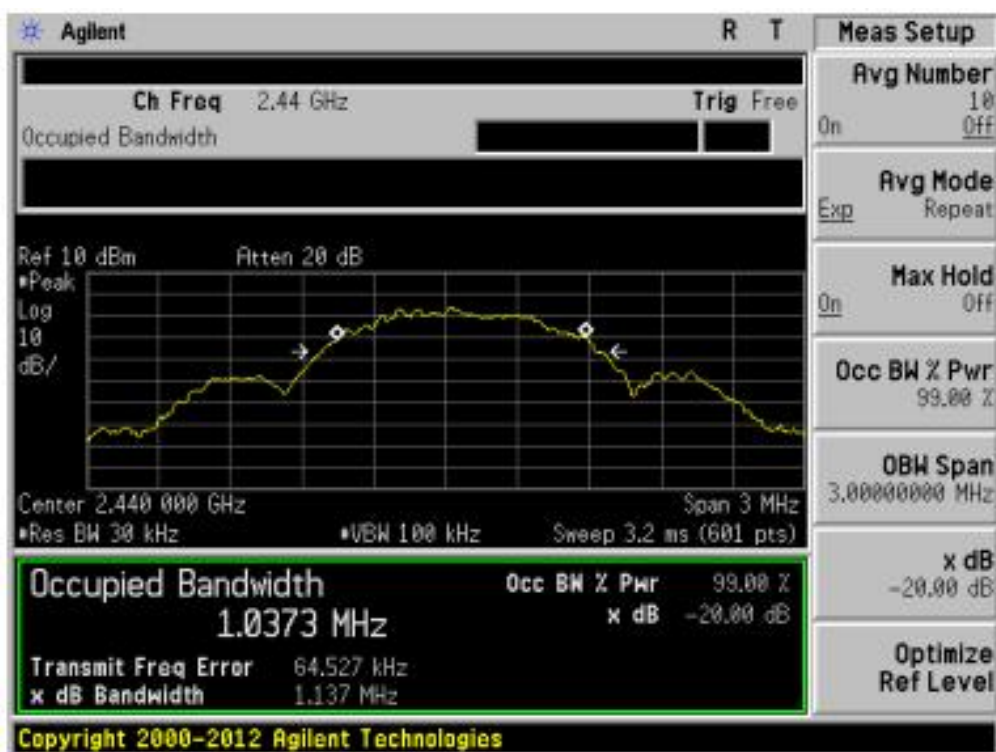 Agilent R T
Ch Freq 2.44 GHz Trig Free
Occupied Bandwidth
Ref 10 dBm Atten 20 dB
#Peak
Log
10
dB/
Center 2.440 000 GHz Span 3 MHz
#Res BW 30 kHz #VBW 100 kHz Sweep 3.2 ms (601 pts)
Occupied Bandwidth Occ BW % Pwr 99.00 %
1.0373 MHz x dB -20.00 dB
Transmit Freq Error 64.527 kHz
x dB Bandwidth 1.137 MHz
Copyright 2000-2012 Agilent Technologies
Meas Setup
Avg Number
10
On Off
Avg Mode
Exp Repeat
Max Hold
On Off
Occ BW % Pwr
99.00 %
OBW Span
3.00000000 MHz
x dB
-20.00 dB
Optimize
Ref Level